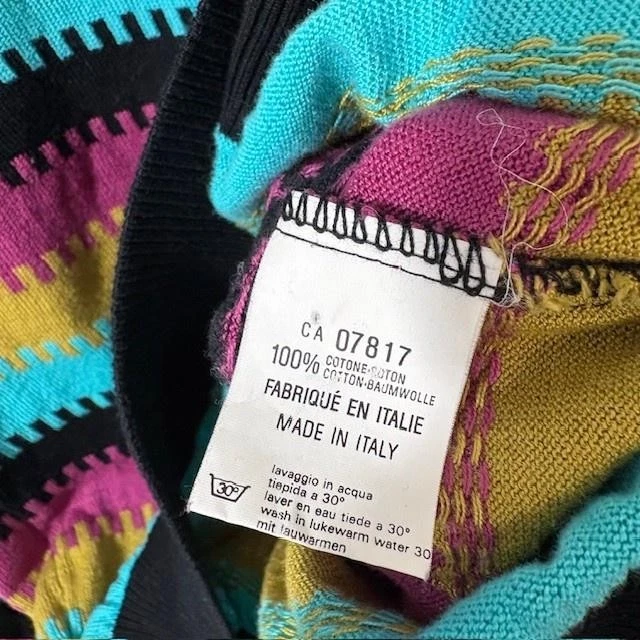 CA 07817
100% COTONE-COTON
COTTON-BAUMWOLLE
FABRIQUÉ EN ITALIE
MADE IN ITALY
30°
lavaggio in acqua
tiepida a 30°
laver en eau tiede a 30°
wash in lukewarm water 30
mit lauwarmen